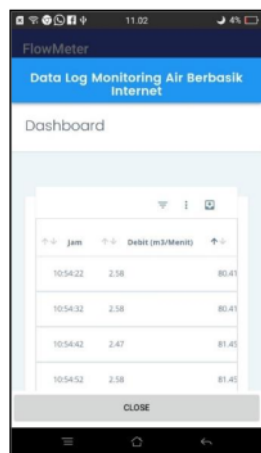 11.02
4%
FlowMeter
Data Log Monitoring Air Berbasik
Internet
Dashboard
Jam Debit (m3/Menit)
10:54:22 2.58 80.41
10:54:32 2.58 80.41
10:54:42 2.47 81.45
10:54:52 2.58 81.45
CLOSE